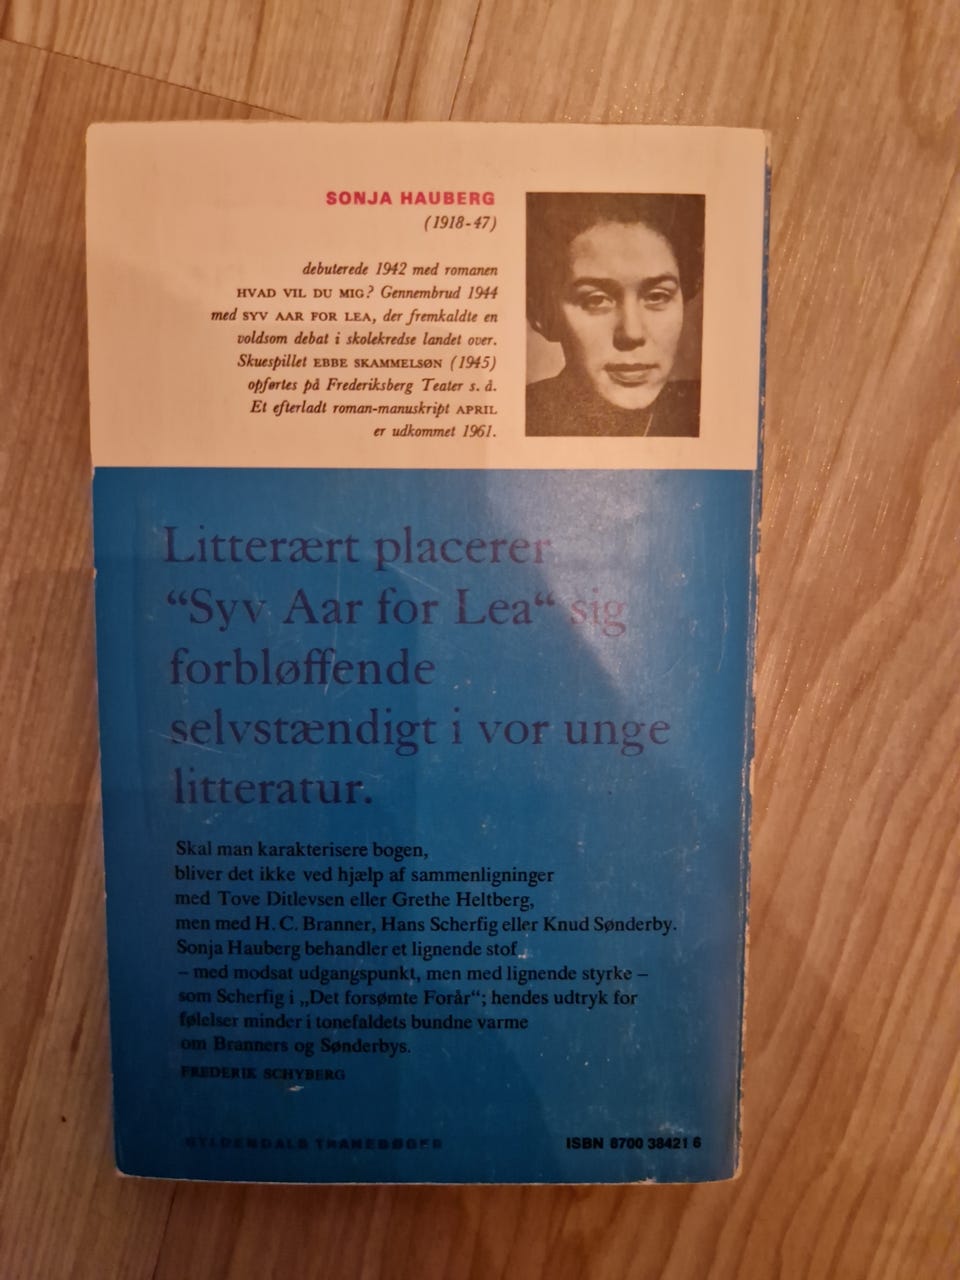 SONJA HAUBERG
(1918-47)
debuterede 1942 med romanen
HVAD VIL DU MIG? Gennembrud 1944
med SYV AAR FOR LEA, der fremkaldte en
voldsom debat i skolekredse landet over.
Skuespillet EBBE SKAMMELSØN (1945)
opførtes på Frederiksberg Teater s. å.
Et efterladt roman-manuskript APRIL
er udkommet 1961.
Litterært placerer
“Syv Aar for Lea“ sig
forbløffende
selvstændigt i vor unge
litteratur.
Skal man karakterisere bogen,
bliver det ikke ved hjælp af sammenligninger
med Tove Ditlevsen eller Grethe Heltberg,
men med H. C. Branner, Hans Scherfig eller Knud Sønderby.
Sonja Hauberg behandler et lignende stof
– med modsat udgangspunkt, men med lignende styrke –
som Scherfig i „Det forsømte Forår“; hendes udtryk for
følelser minder i tonefaldets bundne varme
om Branners og Sønderbys.
FREDERIK SCHYBERG
GYLDENDALS TRANEBØGER
ISBN 8700 38421 6